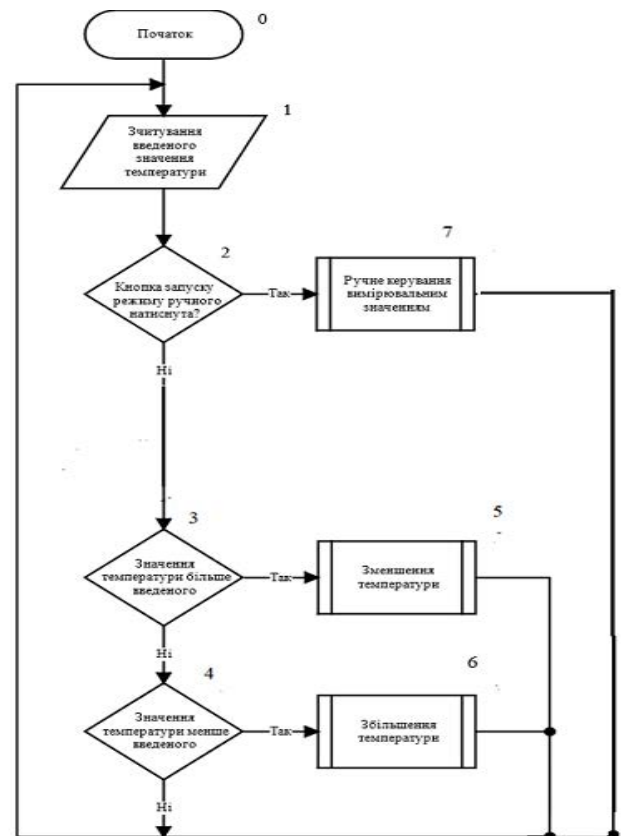 Початок
0
1
Зчитування
введеного
значення
температури
2
Кнопка запуску
режиму ручного
натиснута?
Так
7
Ручне керування
вимірювальним
значенням
Ні
3
Значення
температури більше
введеного
Так
5
Зменшення
температури
Ні
4
Значення
температури менше
введеного
Так
6
Збільшення
температури
Ні